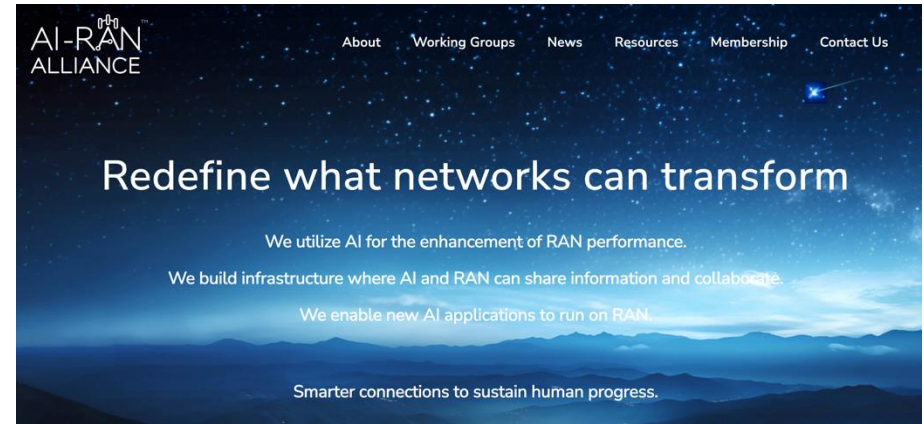 AI-RAN™
ALLIANCE
About Working Groups News Resources Membership Contact Us
Redefine what networks can transform
We utilize AI for the enhancement of RAN performance.
We build infrastructure where AI and RAN can share information and collaborate.
We enable new AI applications to run on RAN.
Smarter connections to sustain human progress.